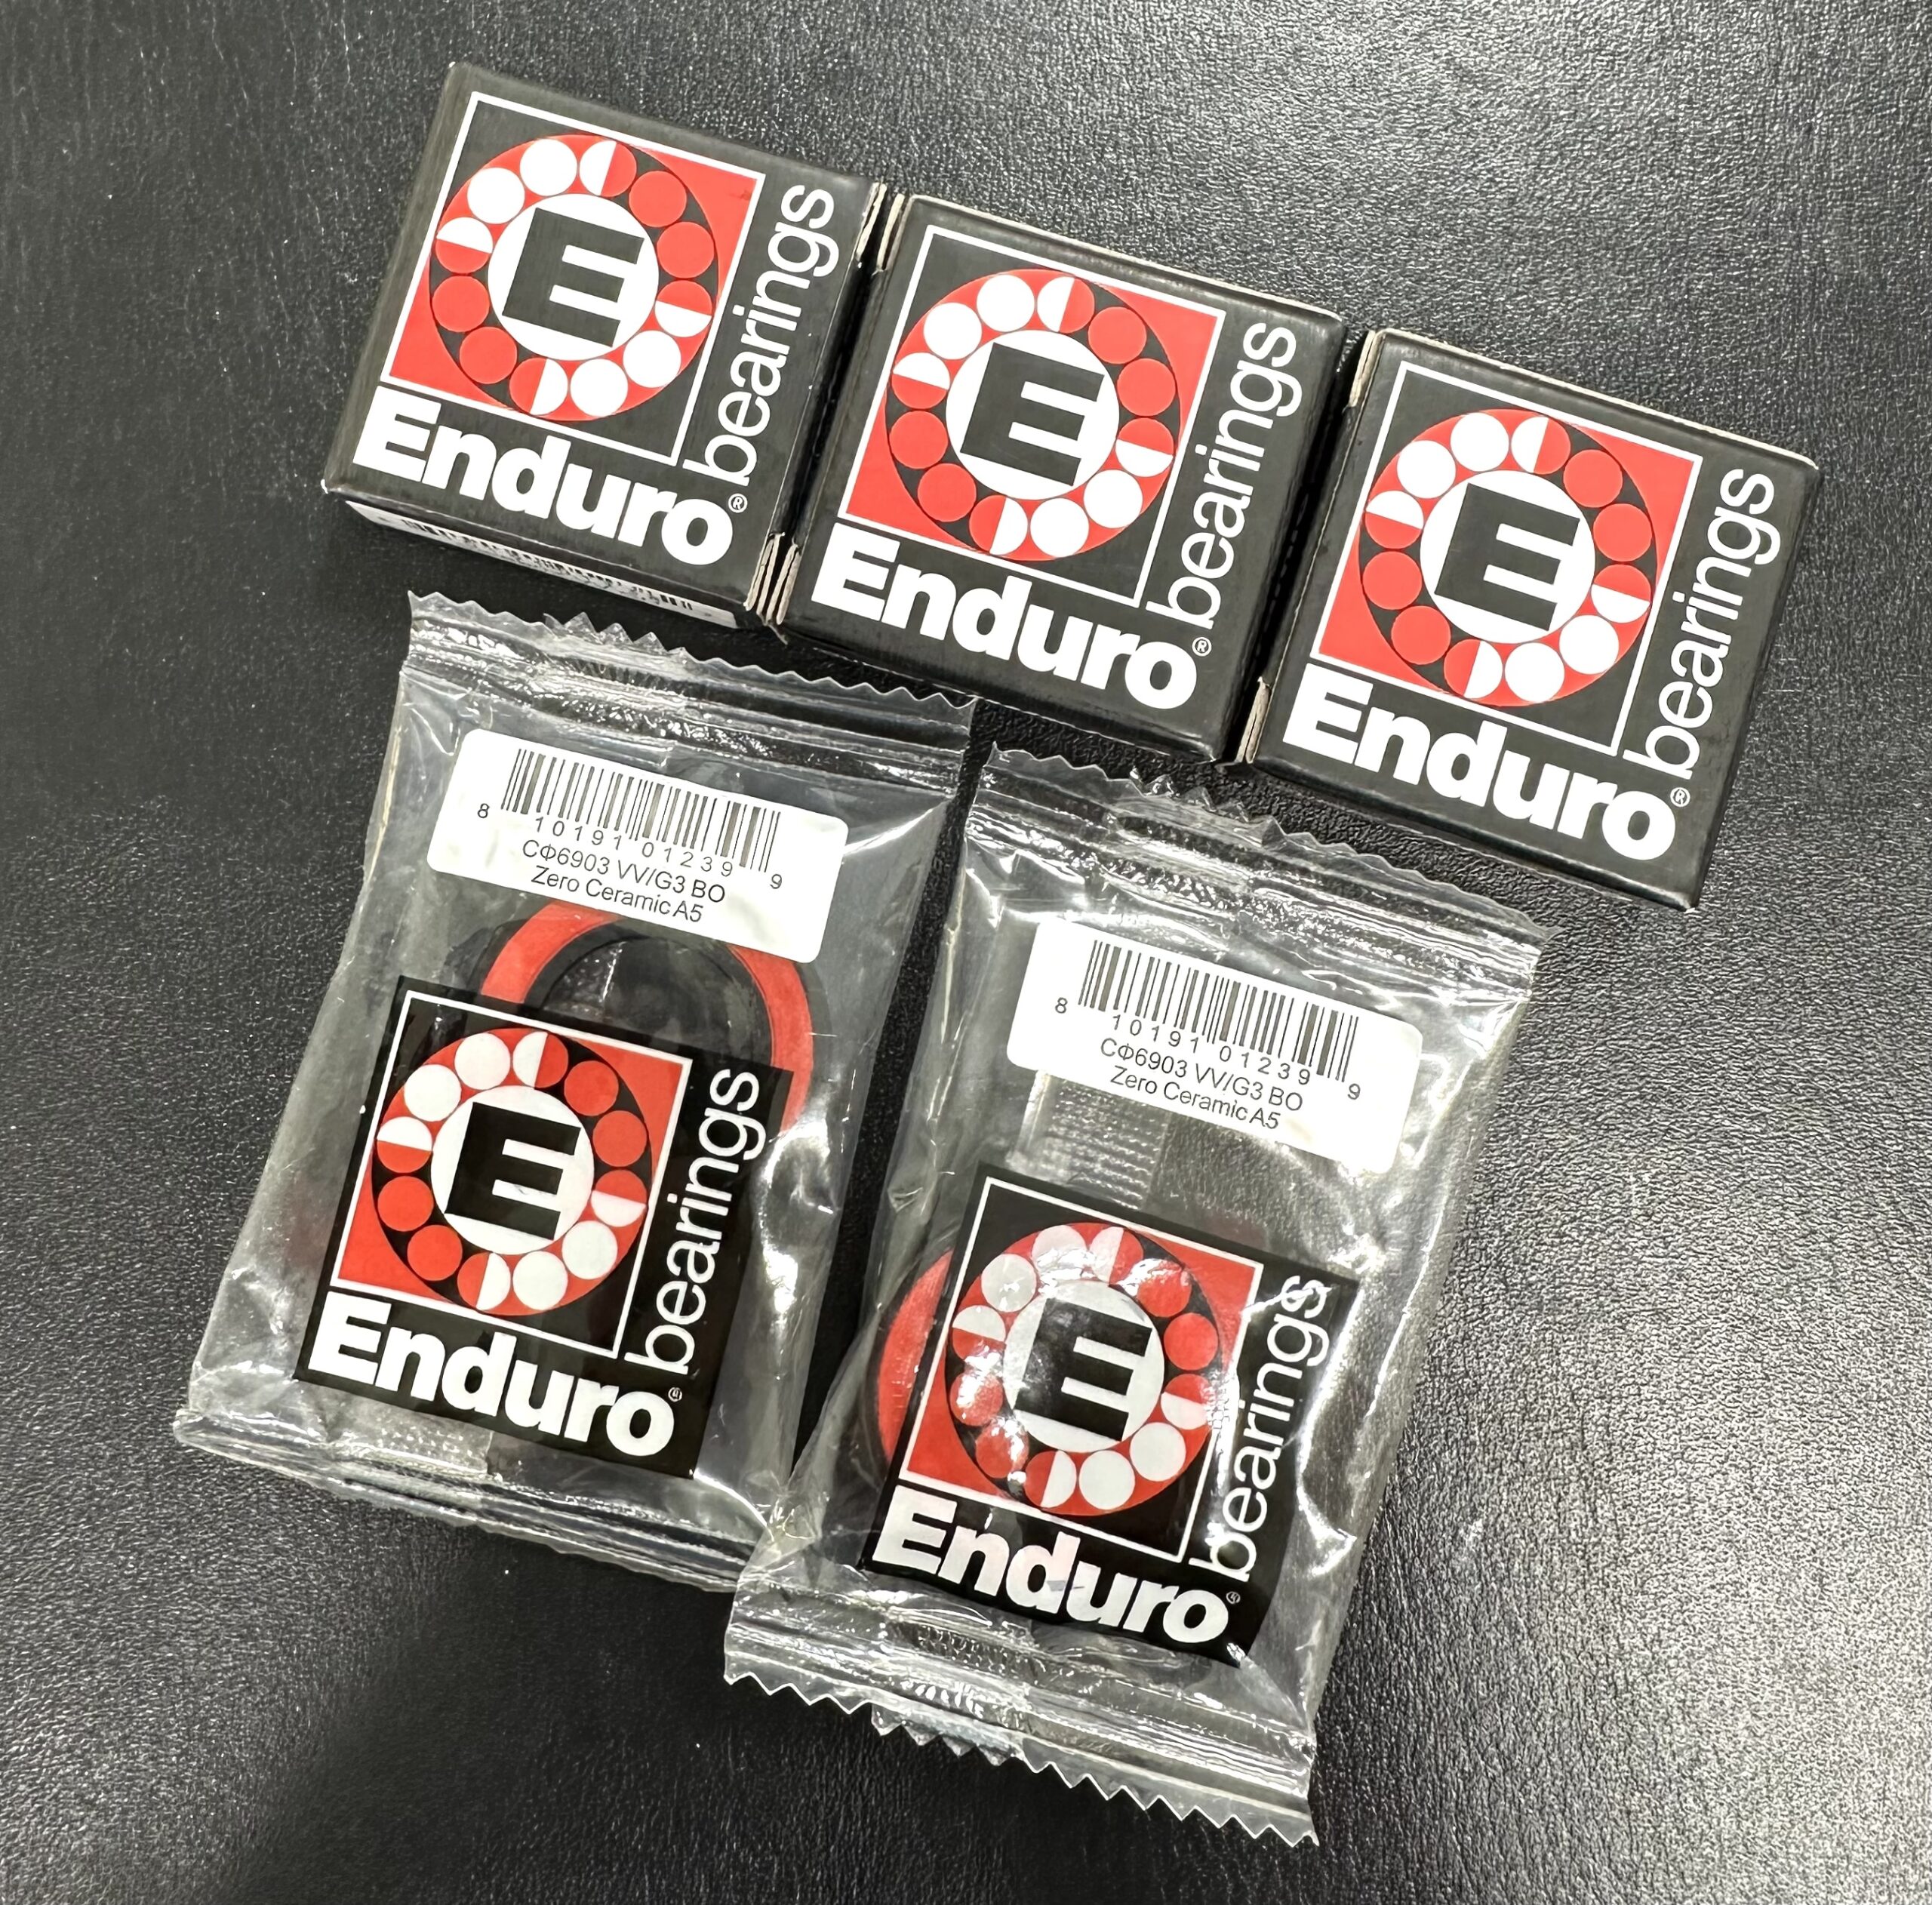 E
bearings
Enduro®
E
bearings
Enduro®
E
bearings
Enduro®
8 10191 01239 9
CΦ6903 VV/G3 BO
Zero Ceramic A5
E
bearings
Enduro®
8 10191 01239 9
CΦ6903 VV/G3 BO
Zero Ceramic A5
E
bearings
Enduro®